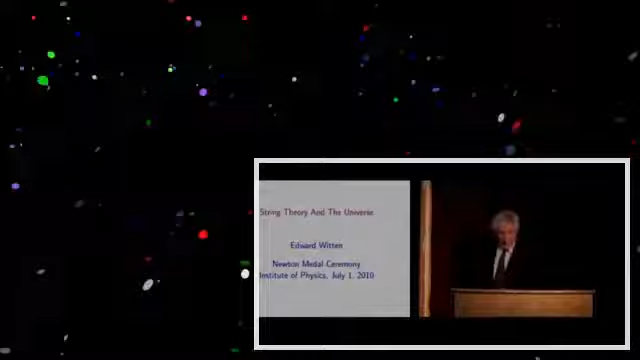 String Theory And The Universe
Edward Witten
Newton Medal Ceremony
Institute of Physics, July 1, 2010